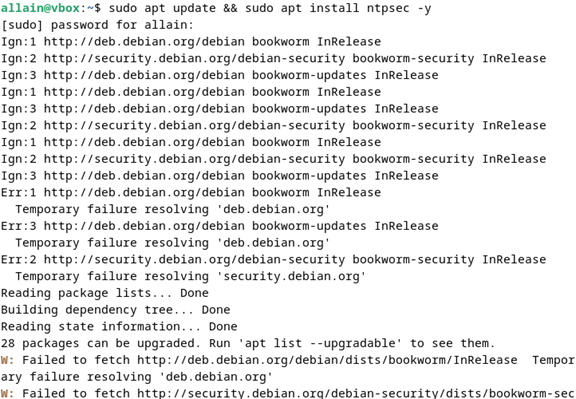 allain@vbox:~$ sudo apt update && sudo apt install ntpsec -y
[sudo] password for allain:
Ign:1 http://deb.debian.org/debian bookworm InRelease
Ign:2 http://security.debian.org/debian-security bookworm-security InRelease
Ign:3 http://deb.debian.org/debian bookworm-updates InRelease
Ign:1 http://deb.debian.org/debian bookworm InRelease
Ign:3 http://deb.debian.org/debian bookworm-updates InRelease
Ign:2 http://security.debian.org/debian-security bookworm-security InRelease
Ign:1 http://deb.debian.org/debian bookworm InRelease
Ign:2 http://security.debian.org/debian-security bookworm-security InRelease
Ign:3 http://deb.debian.org/debian bookworm-updates InRelease
Err:1 http://deb.debian.org/debian bookworm InRelease
  Temporary failure resolving 'deb.debian.org'
Err:3 http://deb.debian.org/debian bookworm-updates InRelease
  Temporary failure resolving 'deb.debian.org'
Err:2 http://security.debian.org/debian-security bookworm-security InRelease
  Temporary failure resolving 'security.debian.org'
Reading package lists... Done
Building dependency tree... Done
Reading state information... Done
28 packages can be upgraded. Run 'apt list --upgradable' to see them.
W: Failed to fetch http://deb.debian.org/debian/dists/bookworm/InRelease  Tempor
ary failure resolving 'deb.debian.org'
W: Failed to fetch http://security.debian.org/debian-security/dists/bookworm-sec